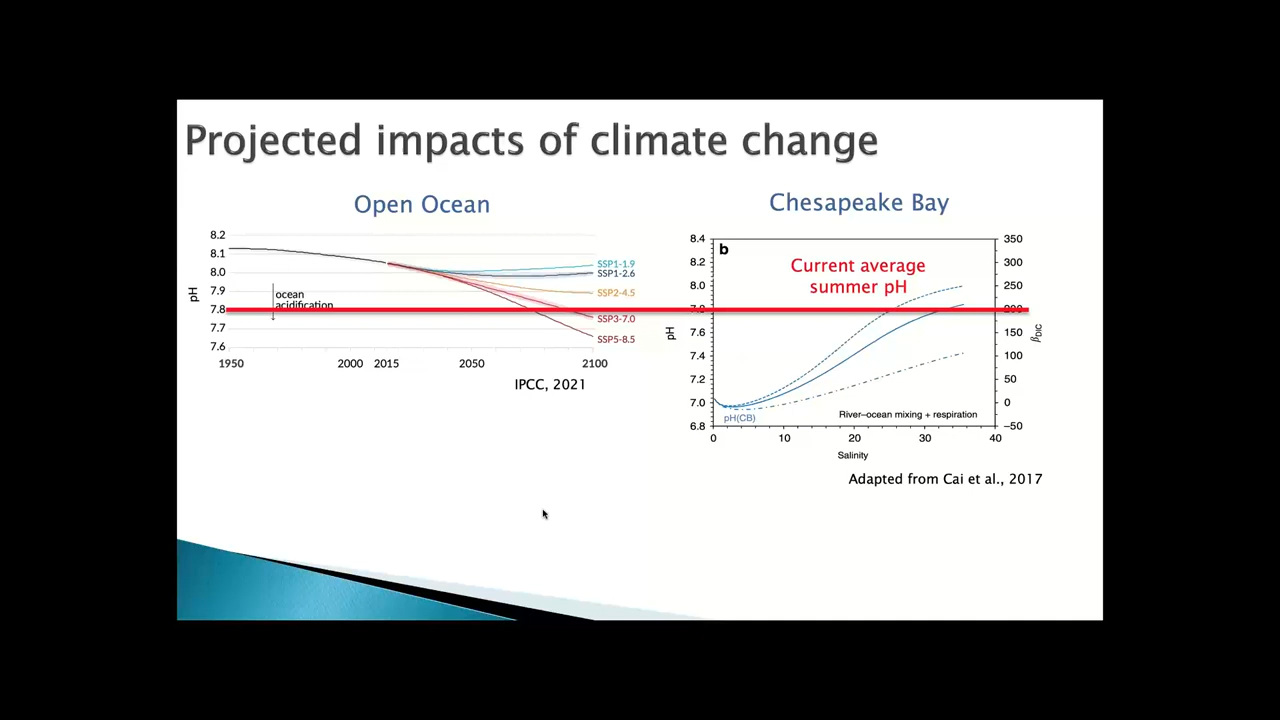 Projected impacts of climate change
Open Ocean
8.2
8.1
8.0
7.9
7.8
7.7
7.6
pH
ocean
acidification
SSP1-1.9
SSP1-2.6
SSP2-4.5
SSP3-7.0
SSP5-8.5
1950
2000
2015
2050
2100
IPCC, 2021
Chesapeake Bay
8.4
8.2
8.0
7.8
7.6
7.4
7.2
7.0
6.8
pH
b
Current average
summer pH
350
300
250
200
150
100
50
0
−50
βDIC
pH(CB)
River–ocean mixing + respiration
0
10
20
30
40
Salinity
Adapted from Cai et al., 2017